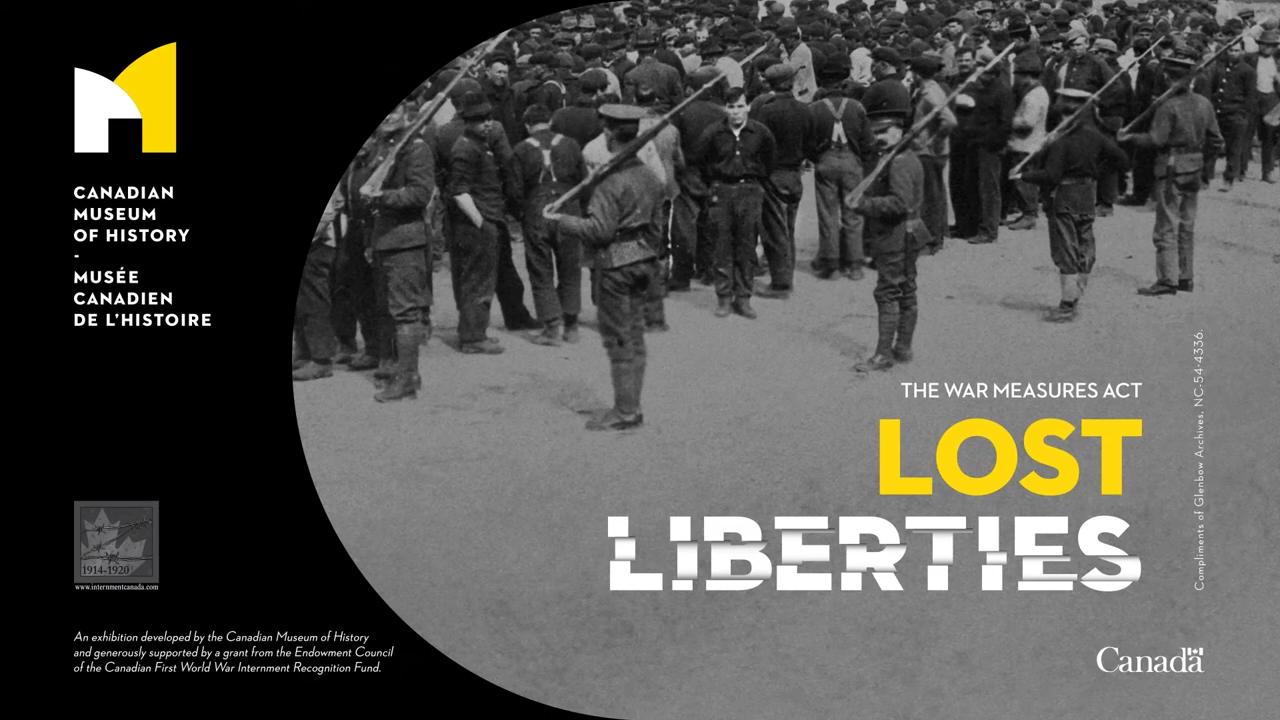 CANADIAN
MUSEUM
OF HISTORY
-
MUSÉE
CANADIEN
DE L'HISTOIRE
1914-1920
www.internmentcanada.com
An exhibition developed by the Canadian Museum of History
and generously supported by a grant from the Endowment Council
of the Canadian First World War Internment Recognition Fund.
THE WAR MEASURES ACT
LOST
LIBERTIES
Compliments of Glenbow Archives, NC-54-4336.
Canada